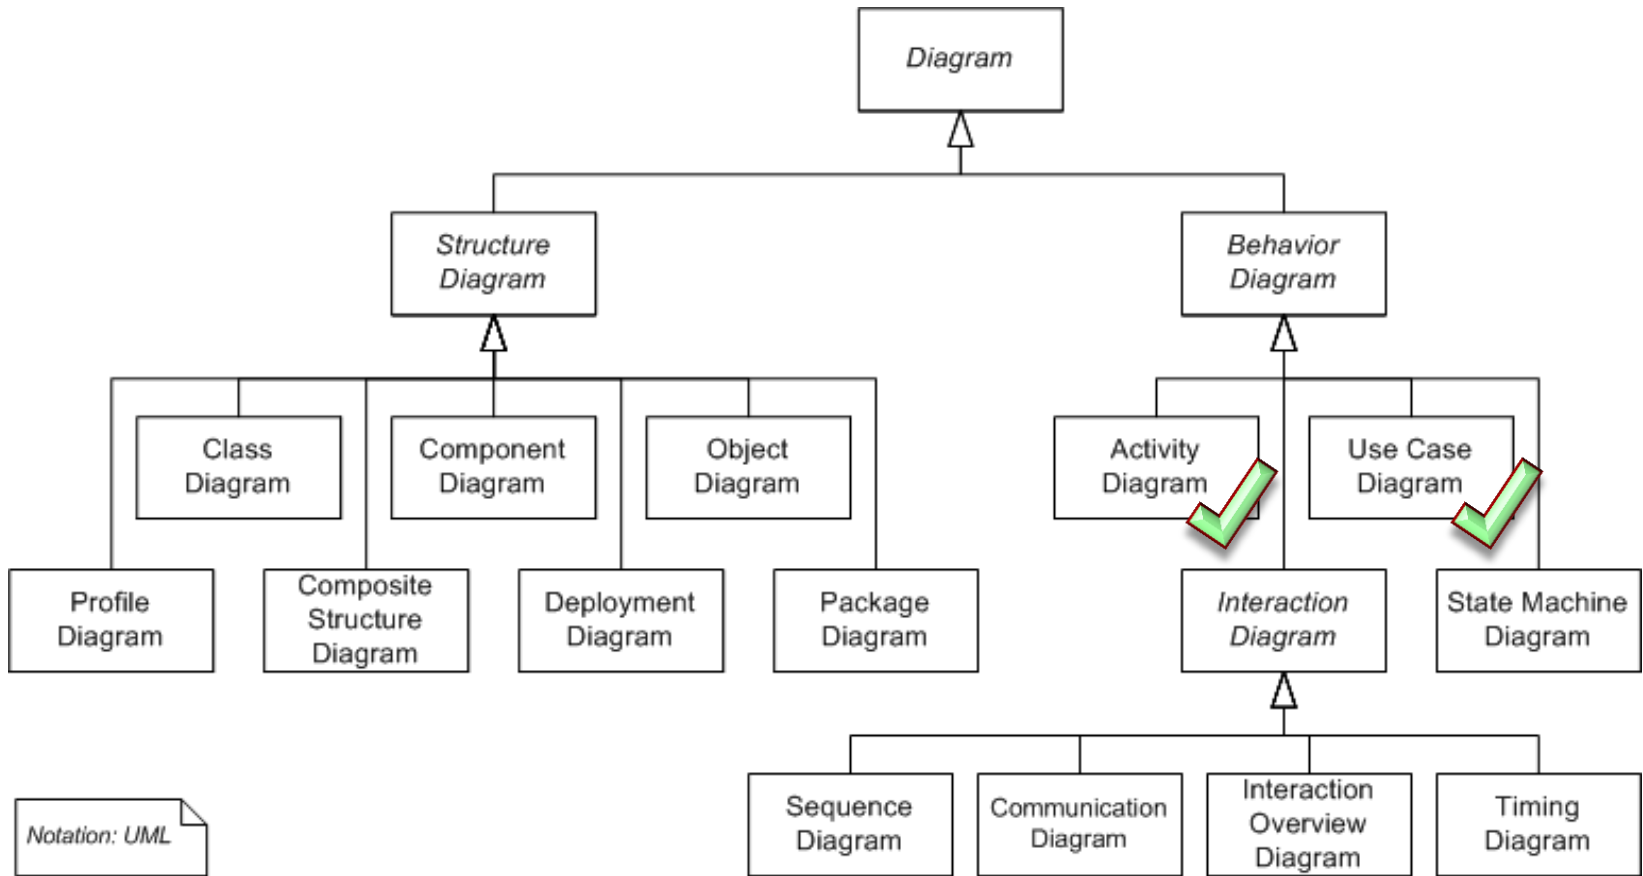 Diagram
Structure
Diagram
Behavior
Diagram
Class
Diagram
Component
Diagram
Object
Diagram
Activity
Diagram
Use Case
Diagram
Profile
Diagram
Composite
Structure
Diagram
Deployment
Diagram
Package
Diagram
Interaction
Diagram
State Machine
Diagram
Sequence
Diagram
Communication
Diagram
Interaction
Overview
Diagram
Timing
Diagram
Notation: UML